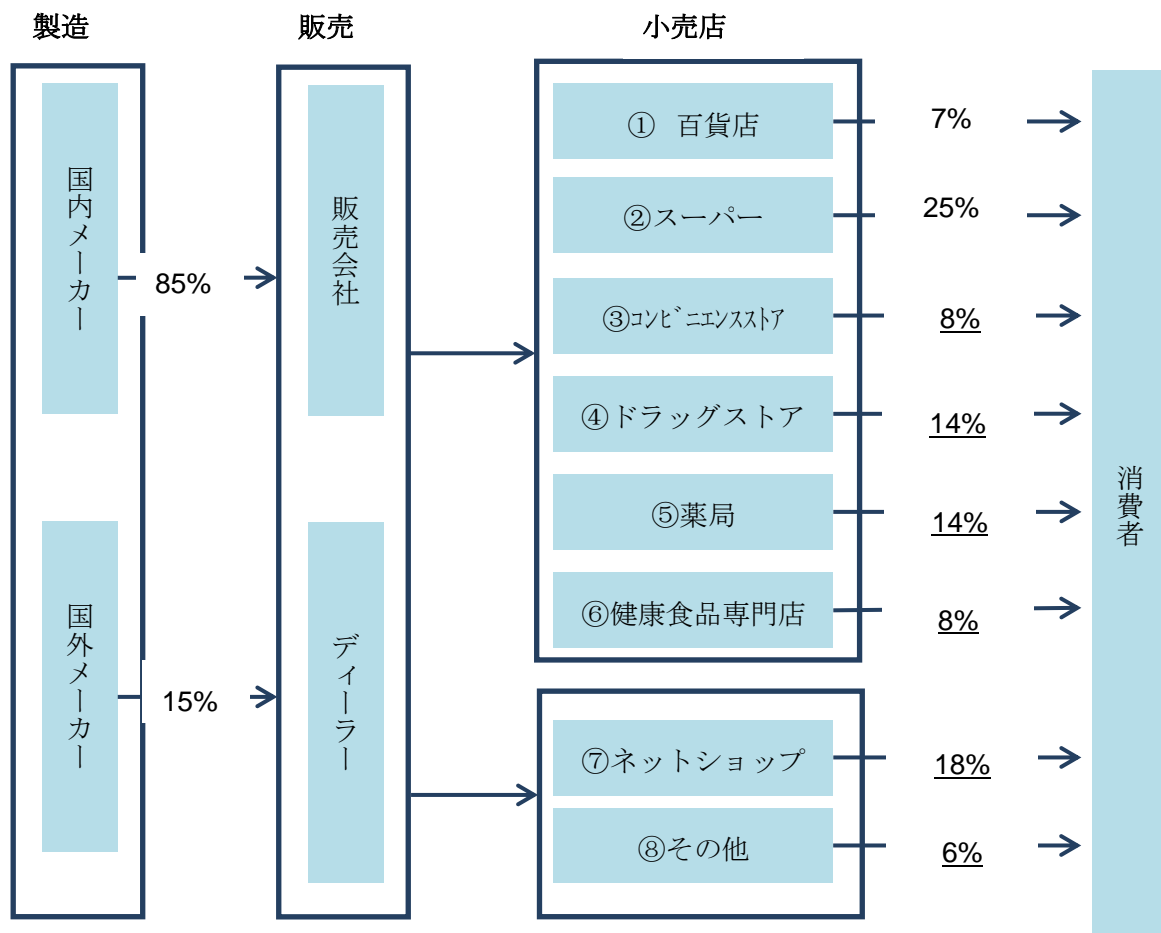 製造
販売
小売店
国内メーカー
85%
販売会社
国外メーカー
15%
ディーラー
① 百貨店
7%
②スーパー
25%
③コンビニエンスストア
8%
④ドラッグストア
14%
⑤薬局
14%
⑥健康食品専門店
8%
⑦ネットショップ
18%
⑧その他
6%
消費者